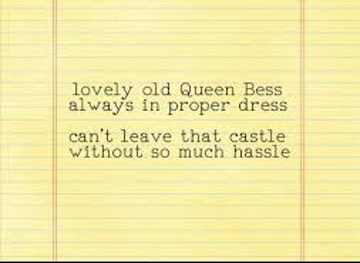 lovely old Queen Bess
always in proper dress
can't leave that castle
without so much hassle